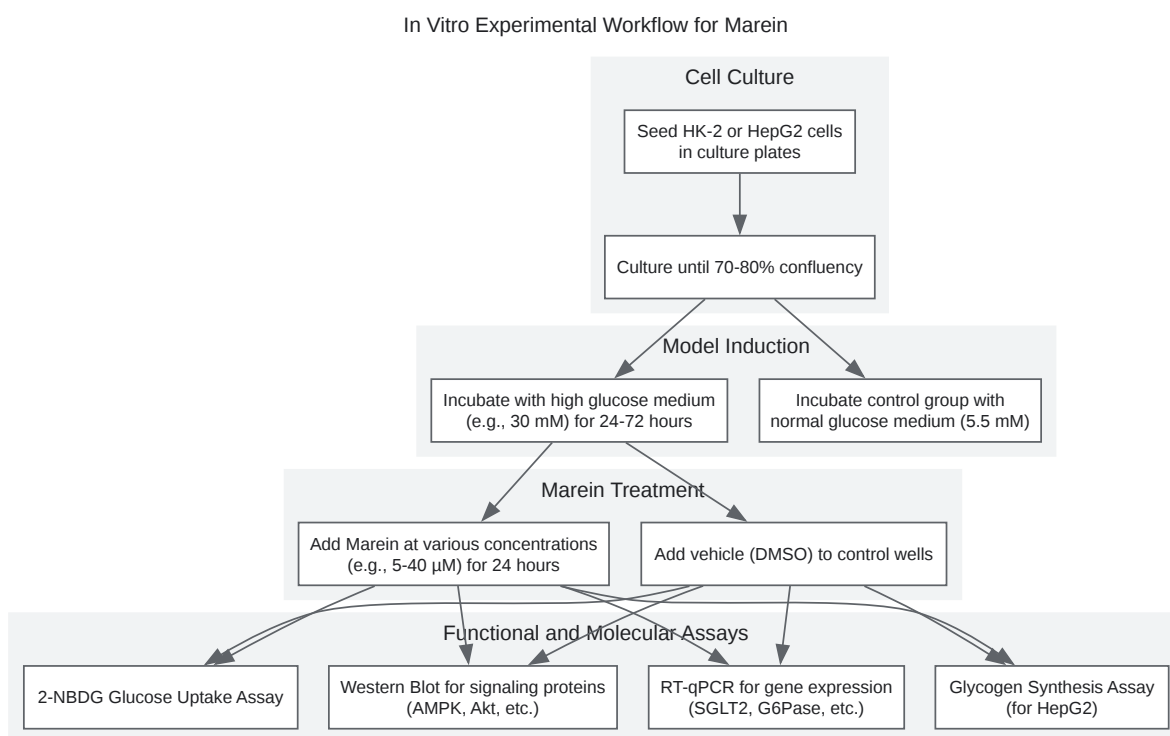 In Vitro Experimental Workflow for Marein
Cell Culture
Seed HK-2 or HepG2 cells
in culture plates
Culture until 70-80% confluency
Model Induction
Incubate with high glucose medium
(e.g., 30 mM) for 24-72 hours
Incubate control group with
normal glucose medium (5.5 mM)
Marein Treatment
Add Marein at various concentrations
(e.g., 5-40 µM) for 24 hours
Add vehicle (DMSO) to control wells
Functional and Molecular Assays
2-NBDG Glucose Uptake Assay
Western Blot for signaling proteins
(AMPK, Akt, etc.)
RT-qPCR for gene expression
(SGLT2, G6Pase, etc.)
Glycogen Synthesis Assay
(for HepG2)